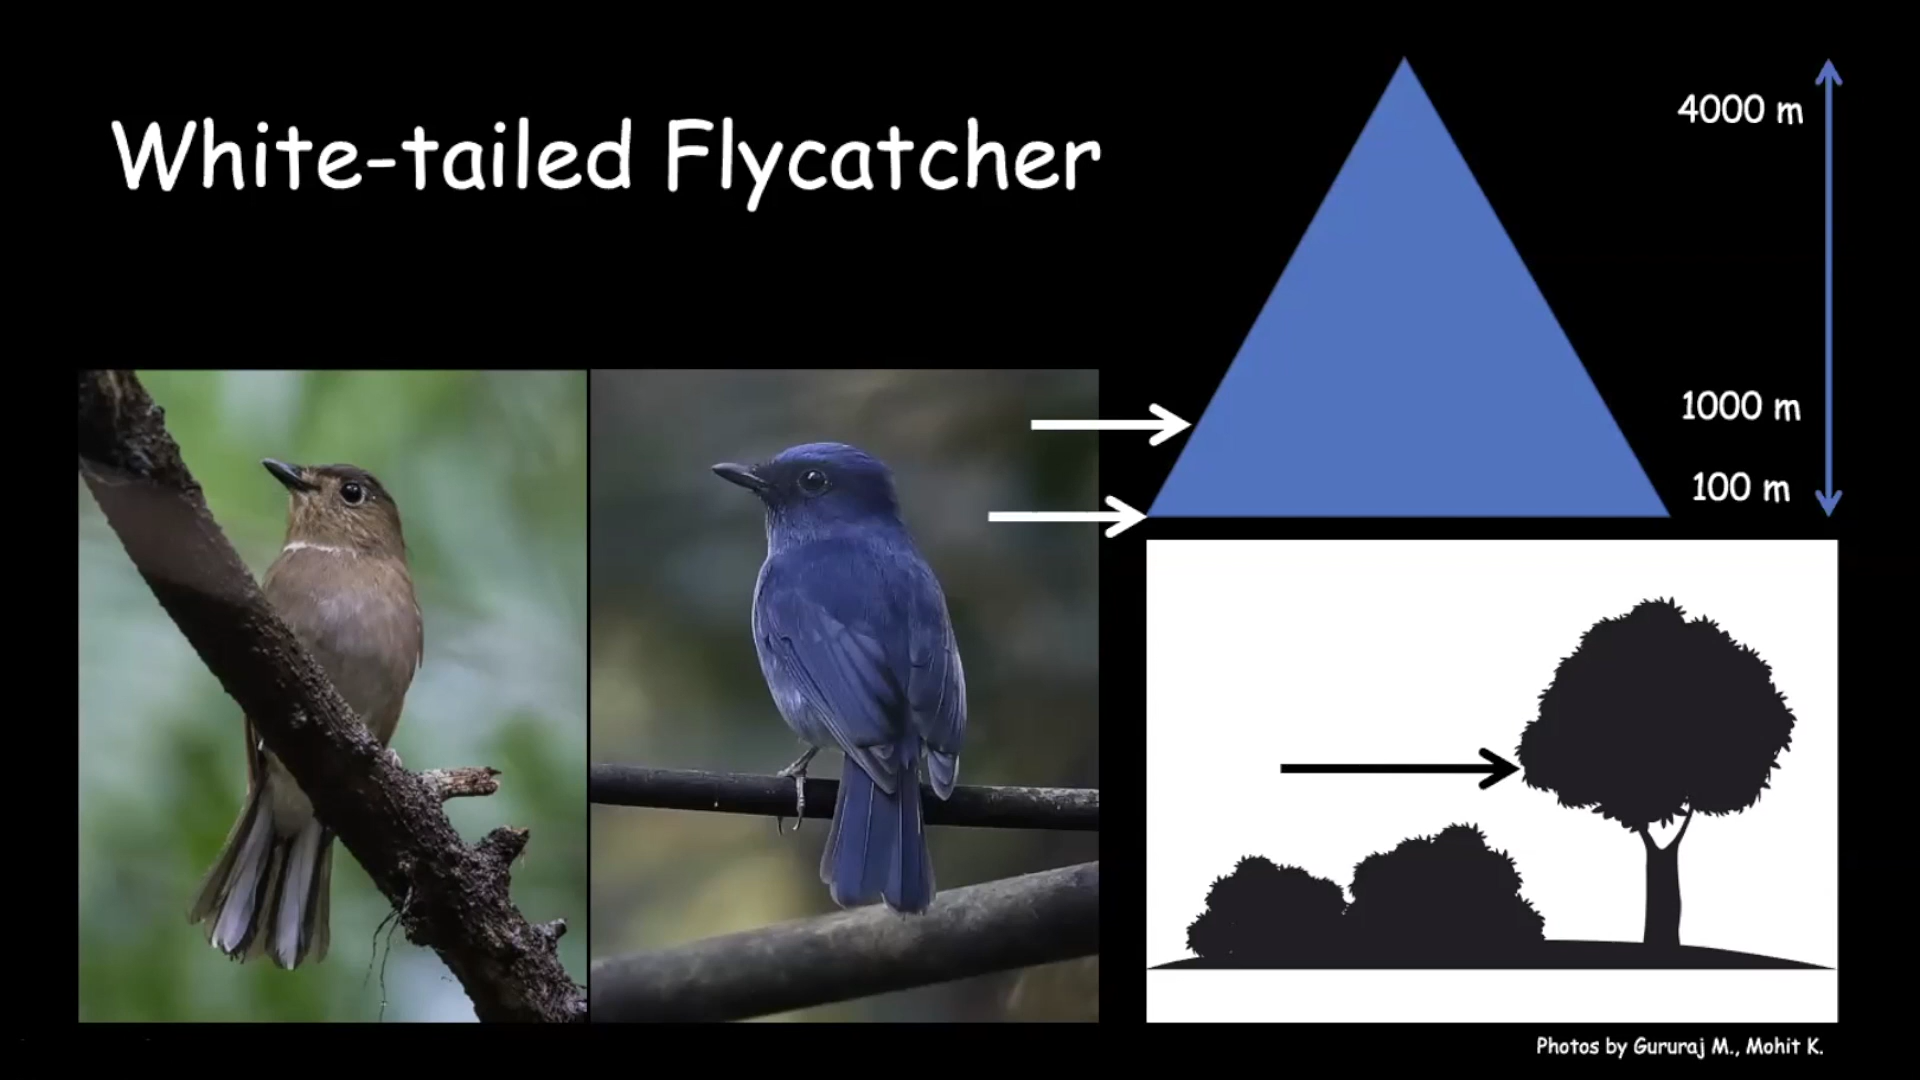 White-tailed Flycatcher
4000 m
1000 m
100 m
Photos by Gururaj M., Mohit K.